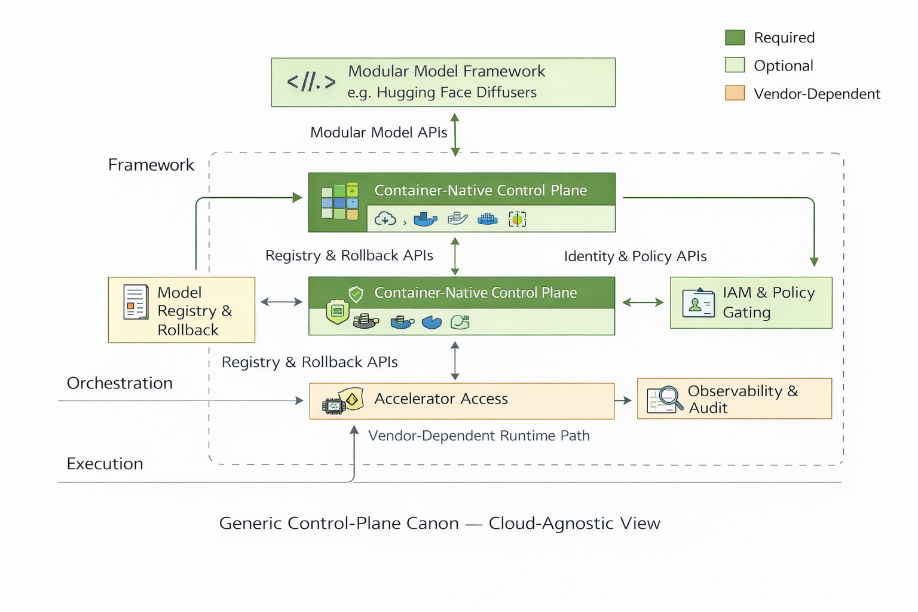 Required
Optional
Vendor-Dependent
<//.>
Modular Model Framework
e.g. Hugging Face Diffusers
Modular Model APIs
Framework
Container-Native Control Plane
Registry & Rollback APIs
Identity & Policy APIs
Model
Registry &
Rollback
Container-Native Control Plane
IAM & Policy
Gating
Registry & Rollback APIs
Orchestration
Accelerator Access
Observability &
Audit
Vendor-Dependent Runtime Path
Execution
Generic Control-Plane Canon — Cloud-Agnostic View